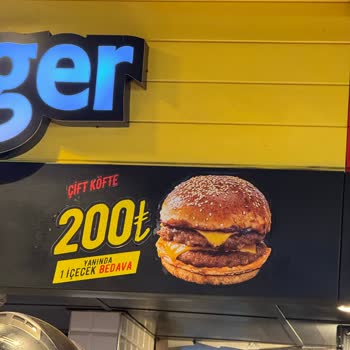 ger
ÇİFT KÖFTE
200₺
YANINDA
1 İÇECEK BEDAVA